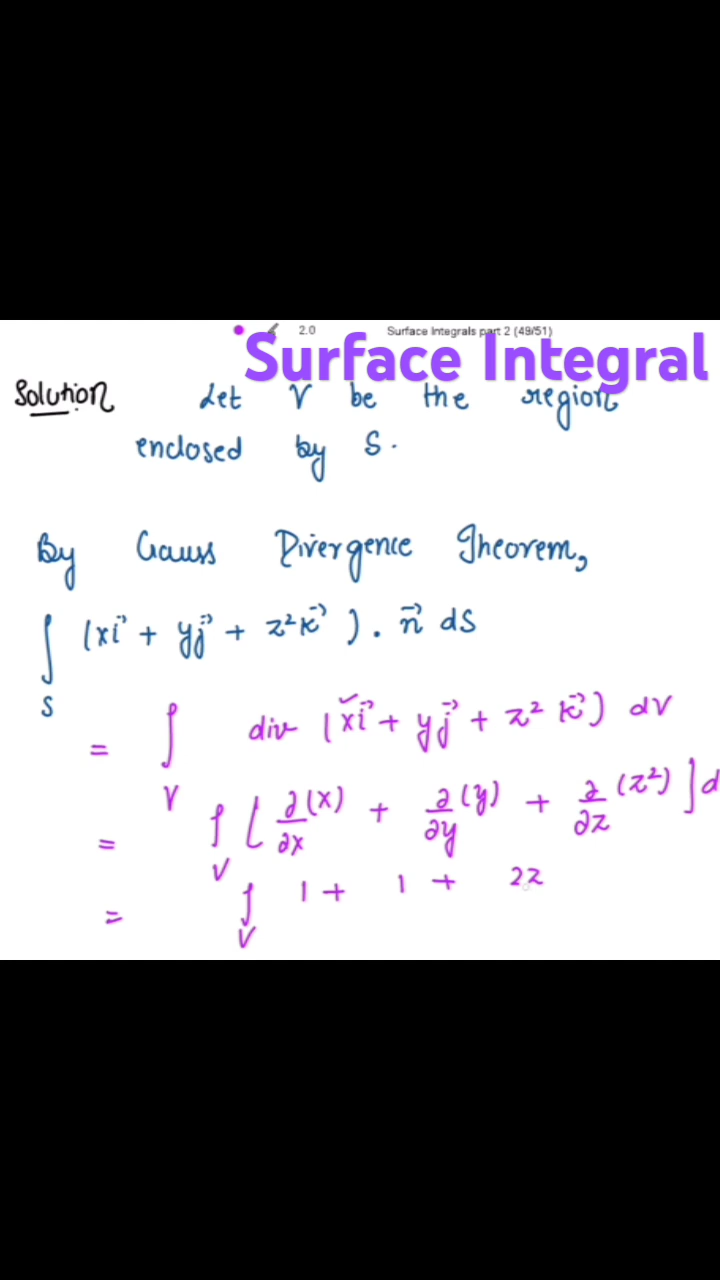 2.0 Surface Integrals part 2 (49/51)
Surface Integral
Solution Let V be the region
enclosed by S.
By Gauss Divergence Theorem,
∫ (xi⃗ + yj⃗ + z²k⃗ ) . n⃗ dS
S
= ∫ div (xi⃗ + yj⃗ + z² k⃗) dV
V
= ∫ [ ∂(x)/∂x + ∂(y)/∂y + ∂(z²)/∂z ] d
V
= ∫ 1 + 1 + 2z
V